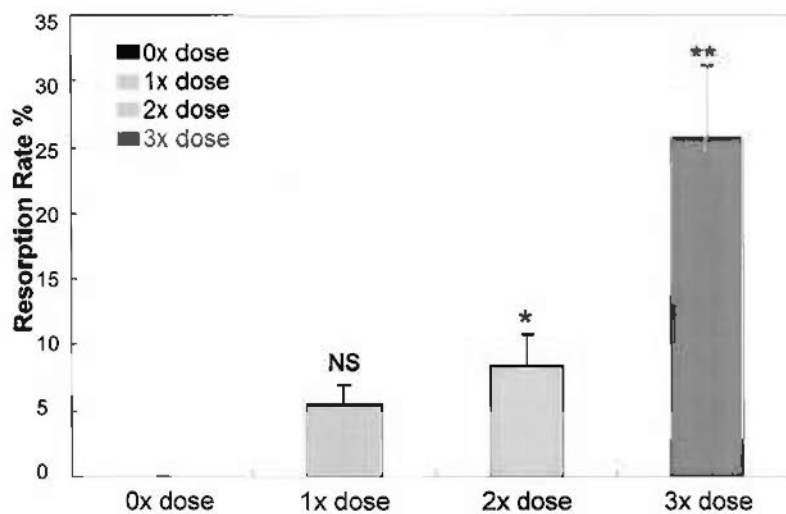 35
30
25
20
15
10
5
0
Resorption Rate %
0x dose
1x dose
2x dose
3x dose
NS
*
**
0x dose
1x dose
2x dose
3x dose